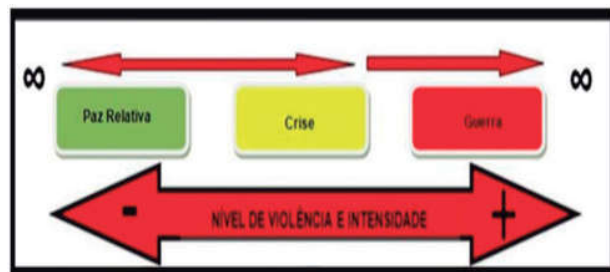 ∞ ∞
Paz Relativa Crise Guerra
- NÍVEL DE VIOLÊNCIA E INTENSIDADE +